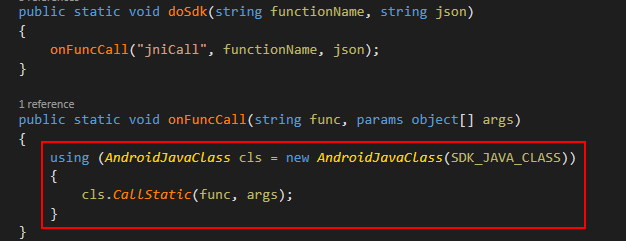 public static void doSdk(string functionName, string json)
{
onFuncCall("jniCall", functionName, json);
}
1 reference
public static void onFuncCall(string func, params object[] args)
{
using (AndroidJavaClass cls = new AndroidJavaClass(SDK_JAVA_CLASS))
{
cls.CallStatic(func, args);
}
}